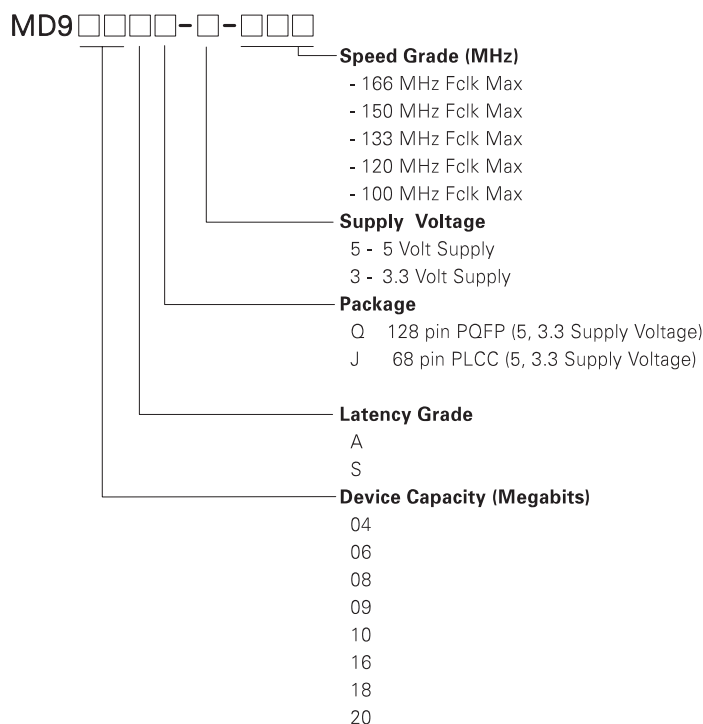 MD9□□□□-□-□□□
Speed Grade (MHz)
- 166 MHz Fclk Max
- 150 MHz Fclk Max
- 133 MHz Fclk Max
- 120 MHz Fclk Max
- 100 MHz Fclk Max
Supply Voltage
5 - 5 Volt Supply
3 - 3.3 Volt Supply
Package
Q 128 pin PQFP (5, 3.3 Supply Voltage)
J 68 pin PLCC (5, 3.3 Supply Voltage)
Latency Grade
A
S
Device Capacity (Megabits)
04
06
08
09
10
16
18
20